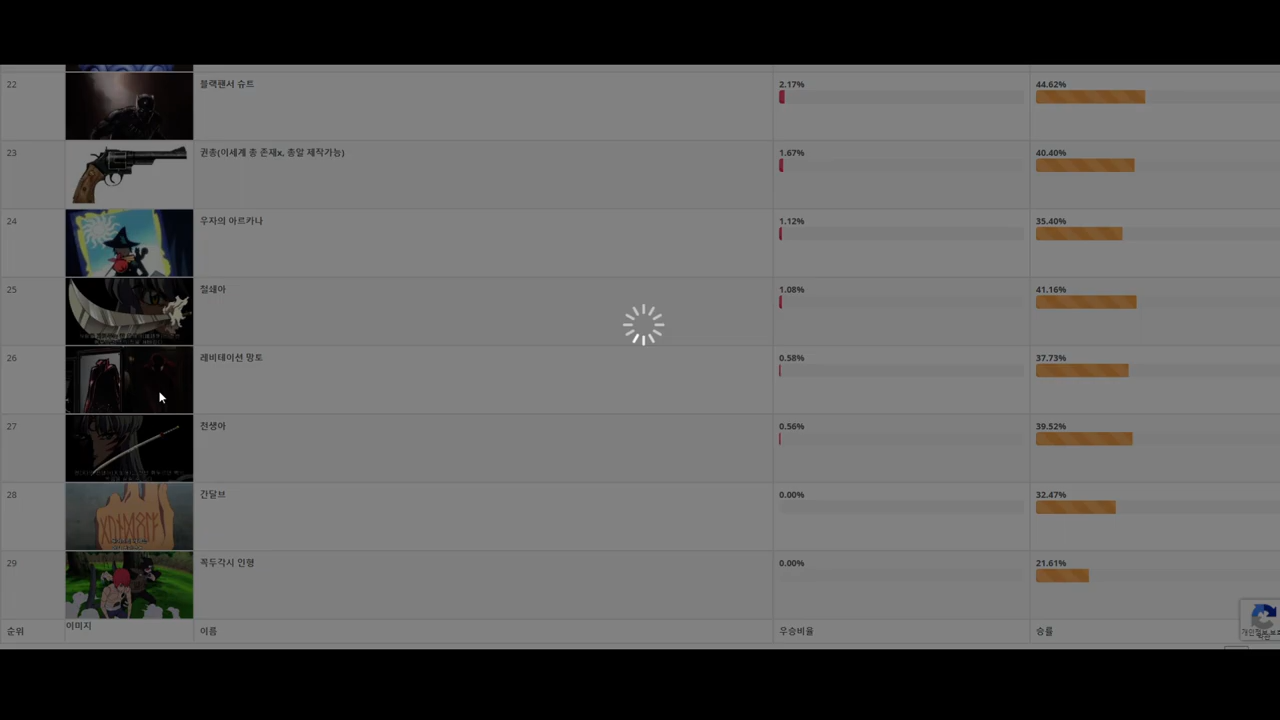 22 블랙팬서 슈트 2.17% 44.62%
23 권총(이세계 총 존재x, 총알 제작가능) 1.67% 40.40%
24 우자의 아르카나 1.12% 35.40%
25 철쇄아 1.08% 41.16%
26 레비테이션 망토 0.58% 37.73%
27 천생아 0.56% 39.52%
28 간달브 0.00% 32.47%
29 꼭두각시 인형 0.00% 21.61%
순위 이미지 이름 우승비율 승률